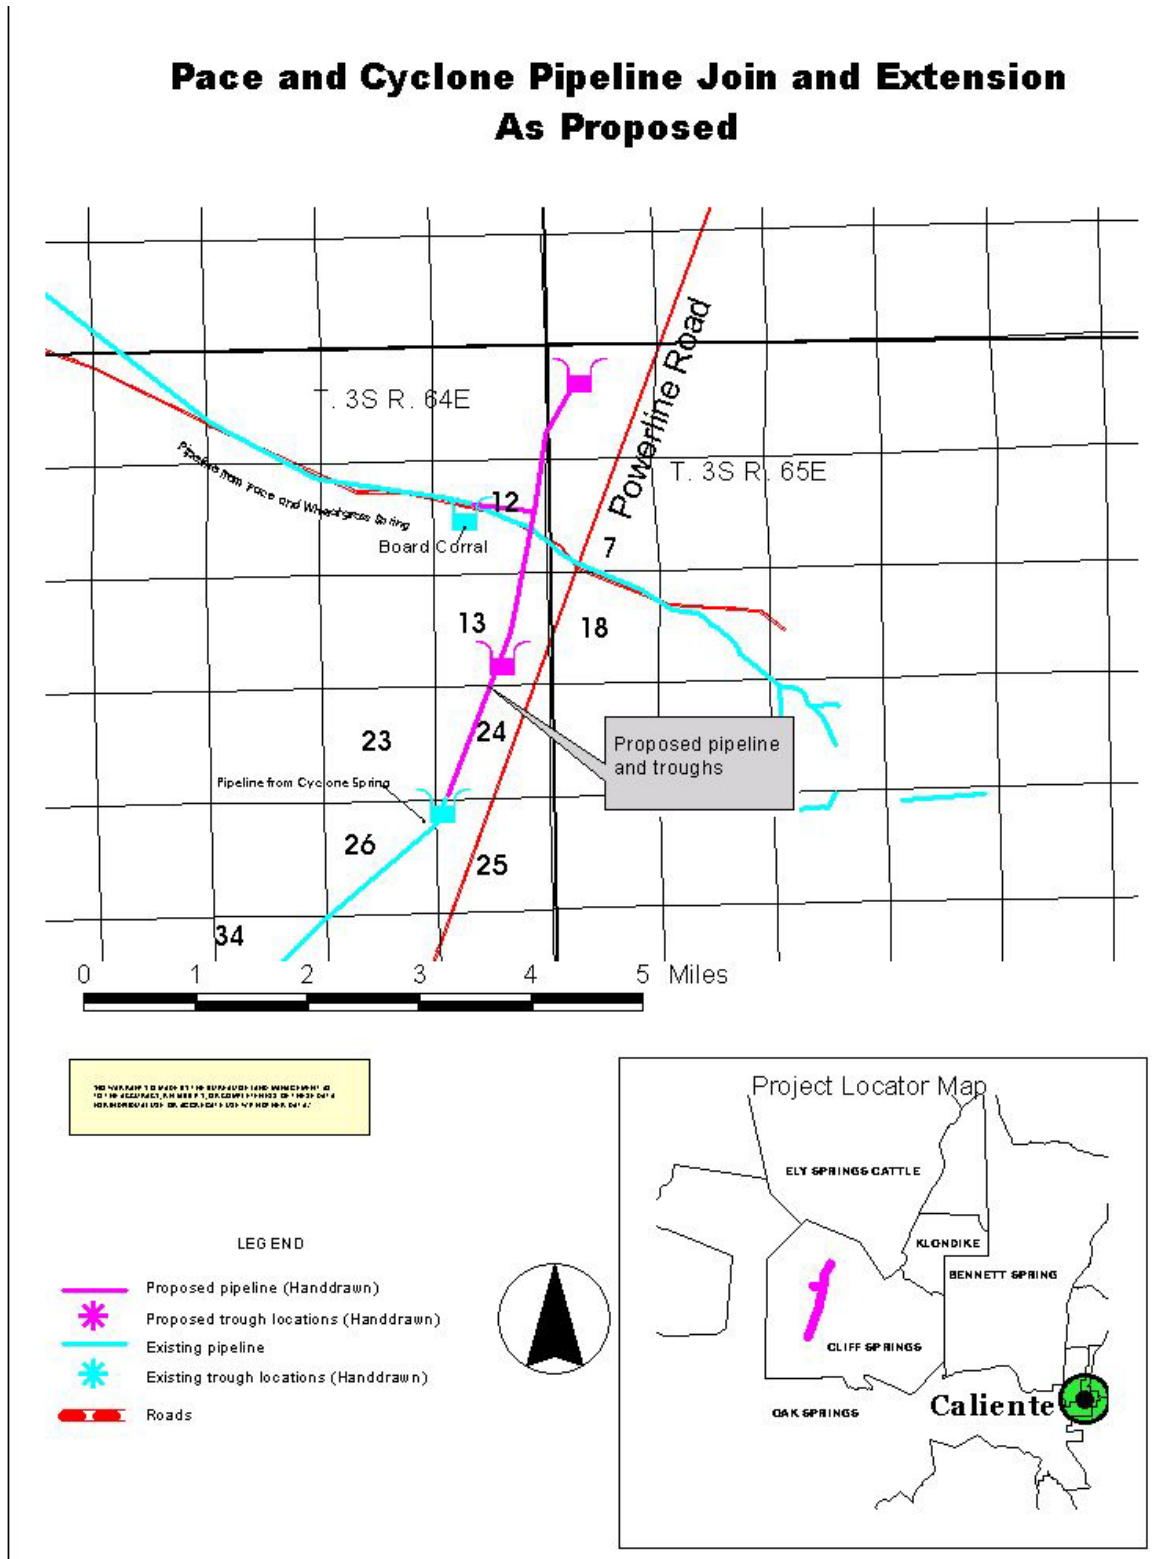 Pace and Cyclone Pipeline Join and Extension
As Proposed
Powerline Road
T. 3S R. 64E
T. 3S R. 65E
Pipeline from Pace and Wheatgrass Spring
12
Board Corral
7
13
18
24
23
Proposed pipeline
and troughs
Pipeline from Cyclone Spring
26
25
34
0 1 2 3 4 5 Miles
Project Locator Map
ELY SPRINGS CATTLE
KLONDIKE
BENNETT SPRING
CLIFF SPRINGS
OAK SPRINGS
Caliente
LEGEND
Proposed pipeline (Handdrawn)
Proposed trough locations (Handdrawn)
Existing pipeline
Existing trough locations (Handdrawn)
Roads